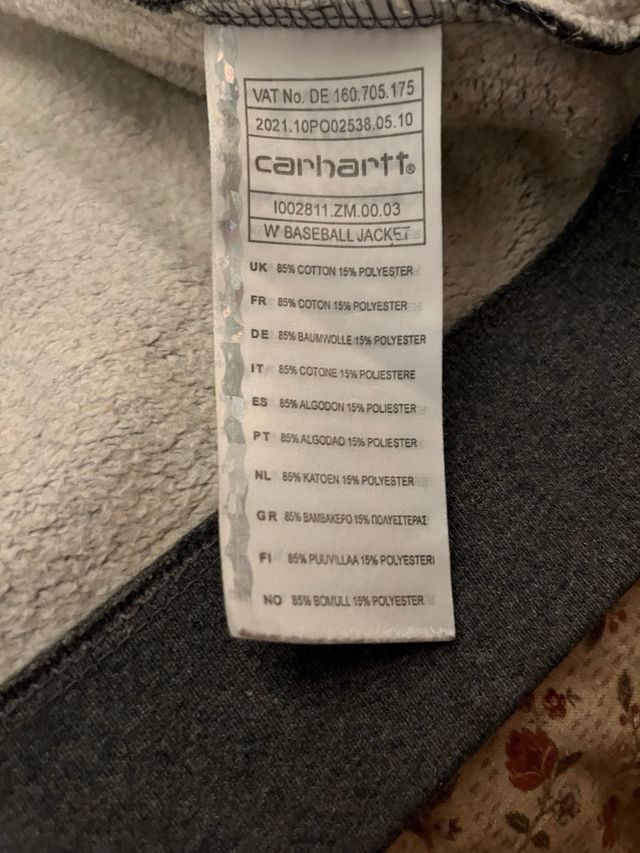 VAT No. DE 160.705.175
2021.10PO02538.05.10
carhartt®
I002811.ZM.00.03
W' BASEBALL JACKET
UK 85% COTTON 15% POLYESTER
FR 85% COTON 15% POLYESTER
DE 85% BAUMWOLLE 15% POLYESTER
IT 85% COTONE 15% POLIESTERE
ES 85% ALGODON 15% POLIESTER
PT 85% ALGODAO 15% POLIESTER
NL 85% KATOEN 15% POLYESTER
GR 85% ΒΑΜΒΑΚΕΡΟ 15% ΠΟΛΥΕΣΤΕΡΑΣ
FI 85% PUUVILLAA 15% POLYESTERI
NO 85% BOMULL 15% POLYESTER